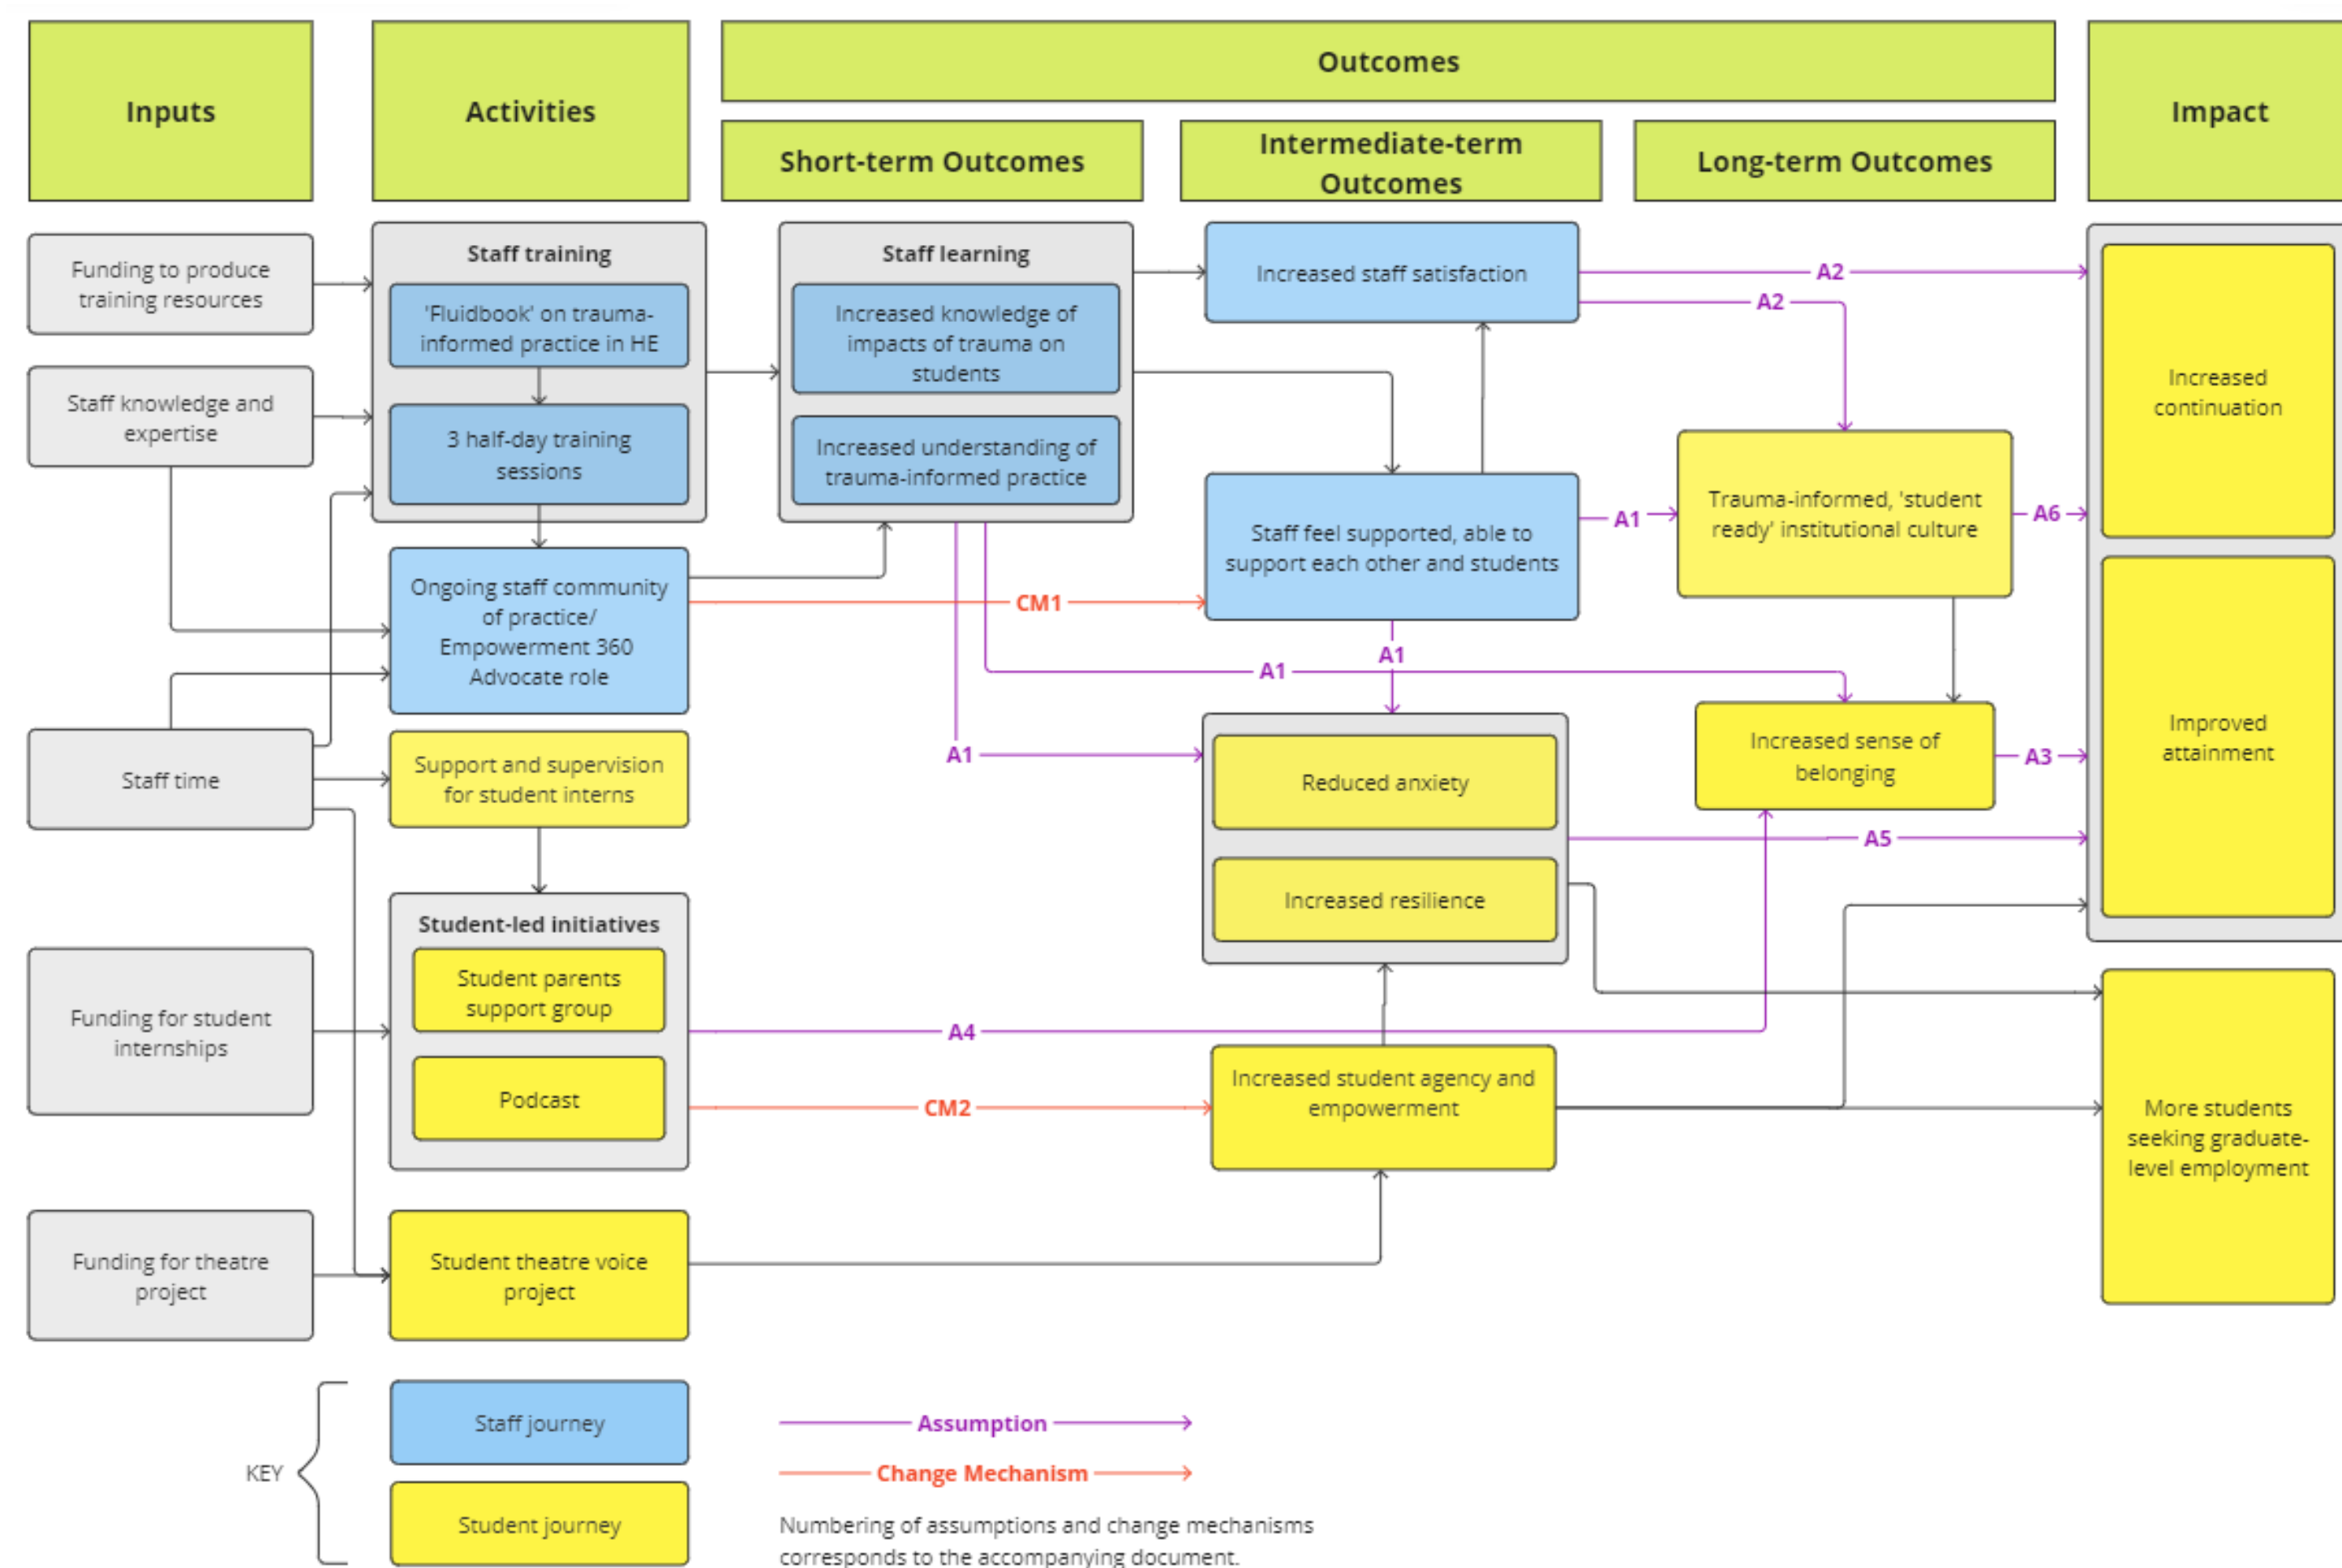 Inputs
Activities
Outcomes
Impact
Short-term Outcomes
Intermediate-term
Outcomes
Long-term Outcomes
Funding to produce
training resources
Staff knowledge and
expertise
Staff time
Funding for student
internships
Funding for theatre
project
Staff training
'Fluidbook' on trauma-
informed practice in HE
3 half-day training
sessions
Ongoing staff community
of practice/
Empowerment 360
Advocate role
Support and supervision
for student interns
Student-led initiatives
Student parents
support group
Podcast
Student theatre voice
project
Staff learning
Increased knowledge of
impacts of trauma on
students
Increased understanding of
trauma-informed practice
CM1
A1
A1
A1
A4
CM2
Increased staff satisfaction
Staff feel supported, able to
support each other and students
Reduced anxiety
Increased resilience
Increased student agency and
empowerment
A2
A2
A1
Trauma-informed, 'student
ready' institutional culture
A6
Increased sense of
belonging
A3
A5
Increased
continuation
Improved
attainment
More students
seeking graduate-
level employment
KEY
Staff journey
Student journey
Assumption
Change Mechanism
Numbering of assumptions and change mechanisms
corresponds to the accompanying document.